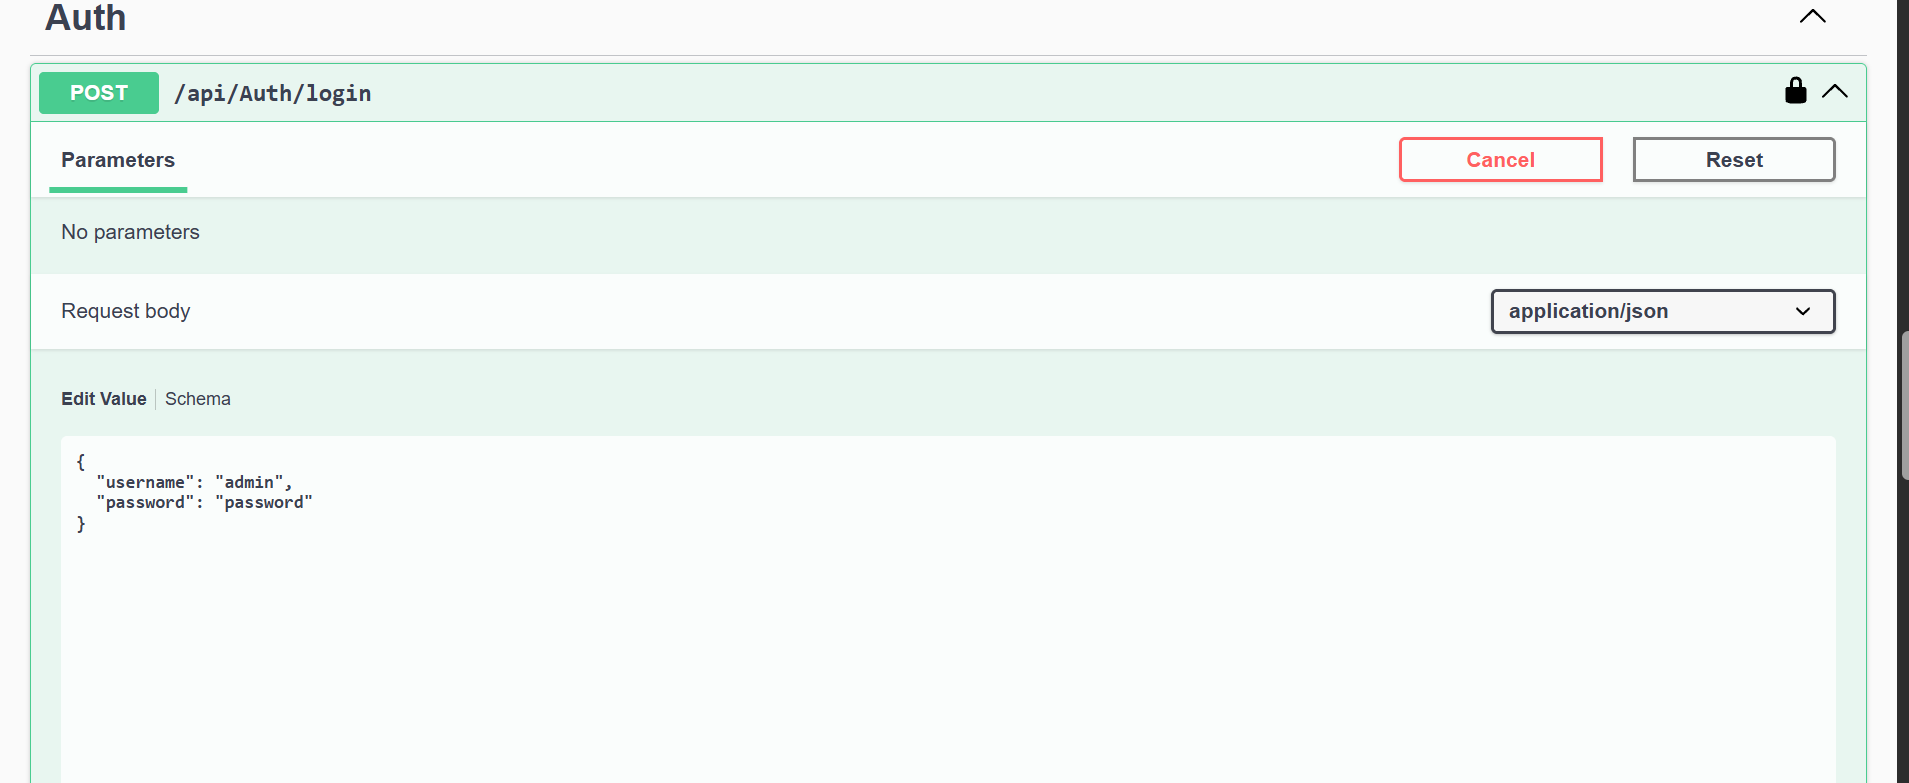 Auth
POST /api/Auth/login
Parameters
Cancel
Reset
No parameters
Request body
application/json
Edit Value
Schema
{
  "username": "admin",
  "password": "password"
}